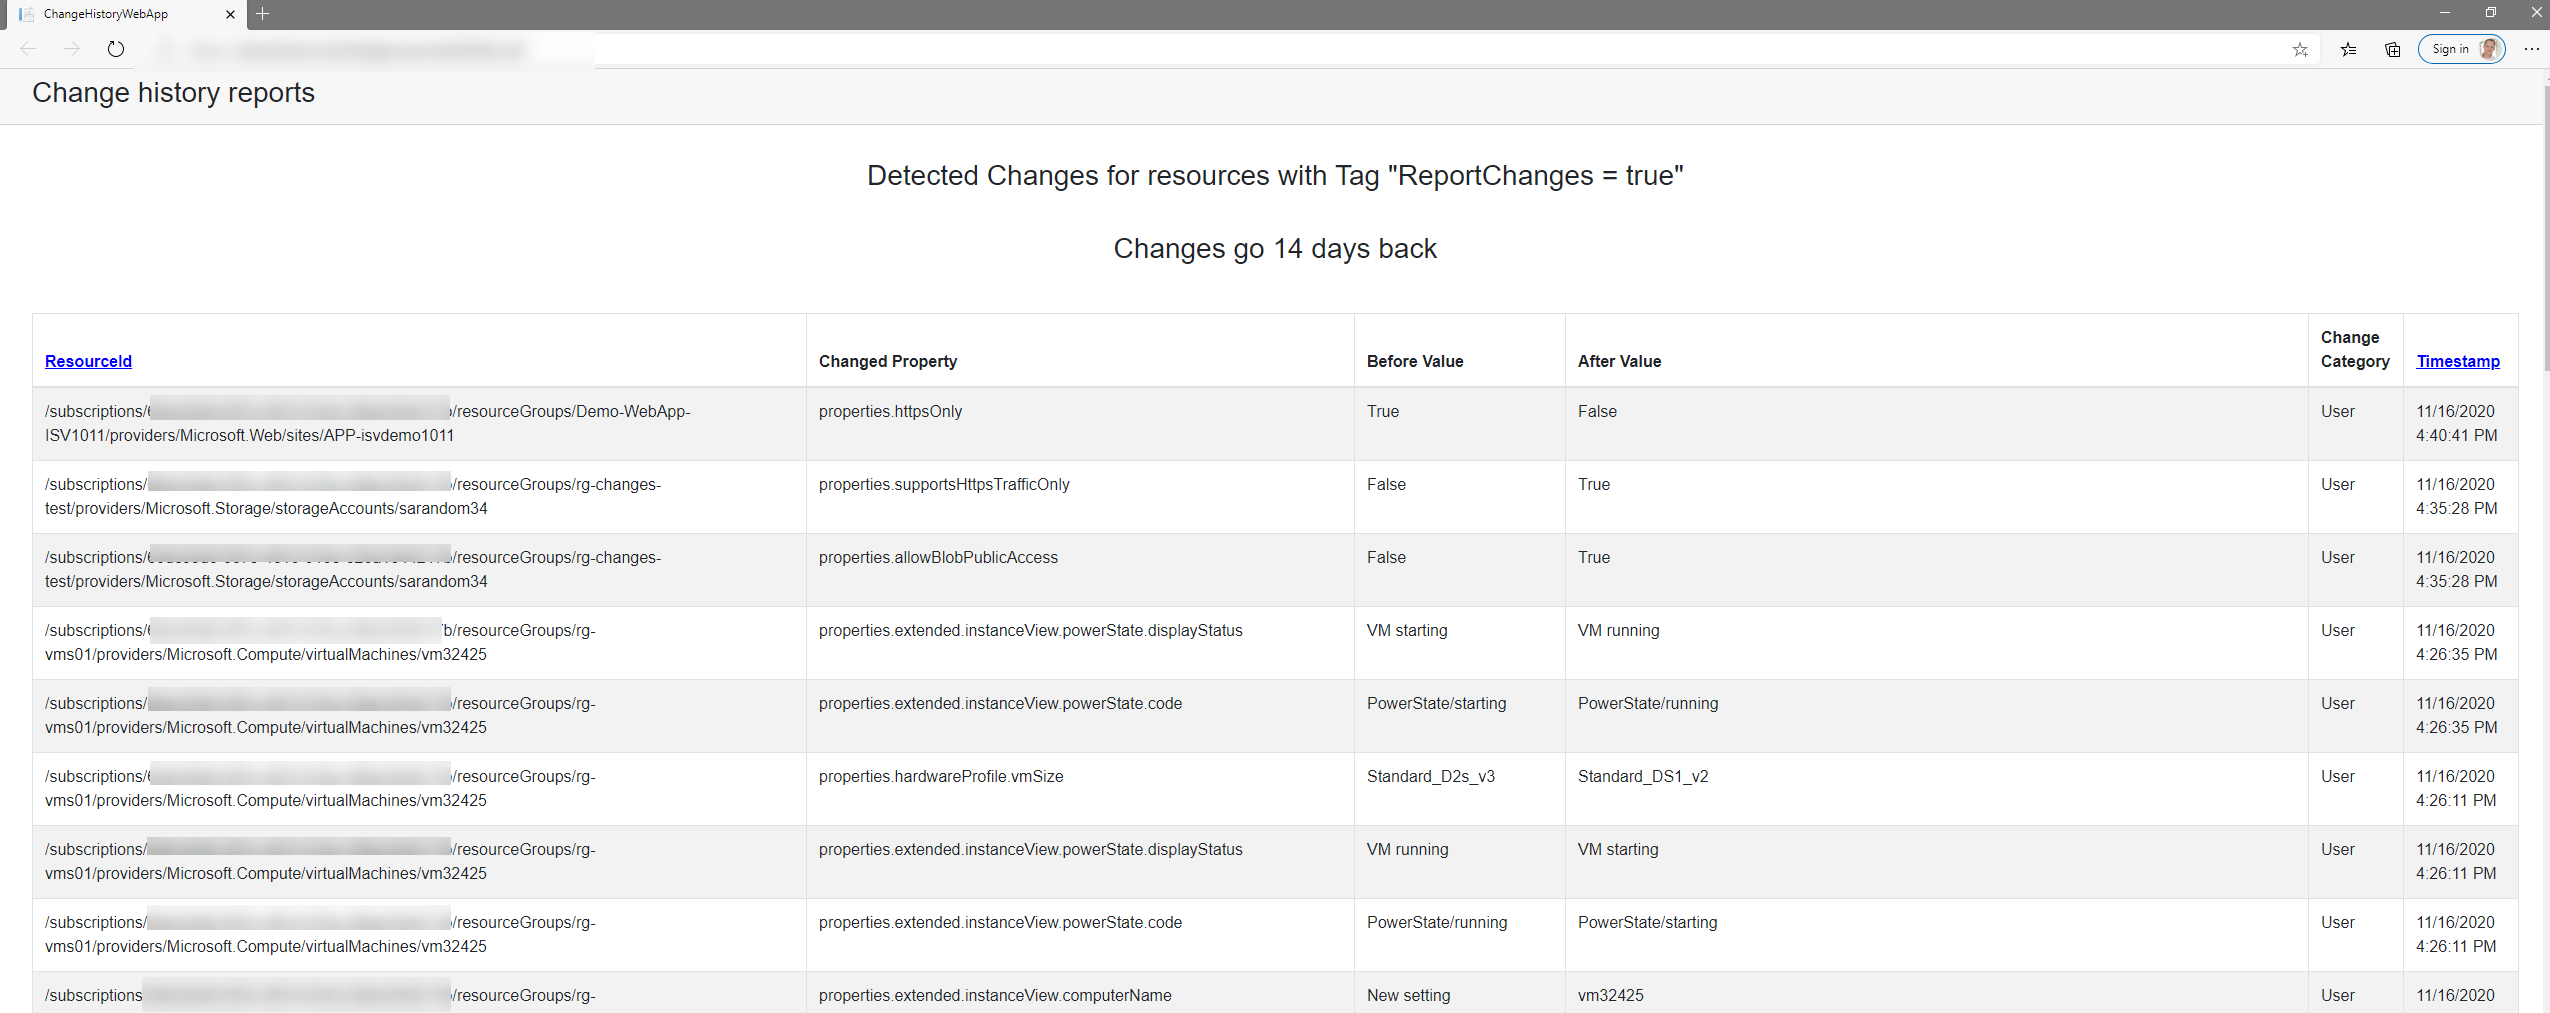 ChangeHistoryWebApp
Sign in
Change history reports
Detected Changes for resources with Tag "ReportChanges = true"
Changes go 14 days back
ResourceId Changed Property Before Value After Value Change Category Timestamp
/subscriptions/ /resourceGroups/Demo-WebApp- properties.httpsOnly True False User 11/16/2020
ISV1011/providers/Microsoft.Web/sites/APP-isvdemo1011 4:40:41 PM
/subscriptions/ /resourceGroups/rg-changes- properties.supportsHttpsTrafficOnly False True User 11/16/2020
test/providers/Microsoft.Storage/storageAccounts/sarandom34 4:35:28 PM
/subscriptions/ /resourceGroups/rg-changes- properties.allowBlobPublicAccess False True User 11/16/2020
test/providers/Microsoft.Storage/storageAccounts/sarandom34 4:35:28 PM
/subscriptions/ b/resourceGroups/rg- properties.extended.instanceView.powerState.displayStatus VM starting VM running User 11/16/2020
vms01/providers/Microsoft.Compute/virtualMachines/vm32425 4:26:35 PM
/subscriptions/ /resourceGroups/rg- properties.extended.instanceView.powerState.code PowerState/starting PowerState/running User 11/16/2020
vms01/providers/Microsoft.Compute/virtualMachines/vm32425 4:26:35 PM
/subscriptions/ /resourceGroups/rg- properties.hardwareProfile.vmSize Standard_D2s_v3 Standard_DS1_v2 User 11/16/2020
vms01/providers/Microsoft.Compute/virtualMachines/vm32425 4:26:11 PM
/subscriptions/ /resourceGroups/rg- properties.extended.instanceView.powerState.displayStatus VM running VM starting User 11/16/2020
vms01/providers/Microsoft.Compute/virtualMachines/vm32425 4:26:11 PM
/subscriptions/ /resourceGroups/rg- properties.extended.instanceView.powerState.code PowerState/running PowerState/starting User 11/16/2020
vms01/providers/Microsoft.Compute/virtualMachines/vm32425 4:26:11 PM
/subscriptions /resourceGroups/rg- properties.extended.instanceView.computerName New setting vm32425 User 11/16/2020